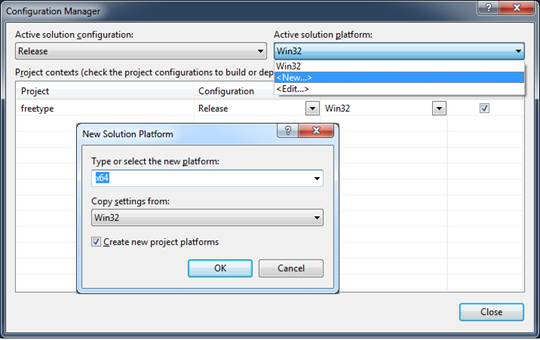 Configuration Manager
Active solution configuration:
Active solution platform:
Release
Win32
Win32
<New...>
<Edit...>
Project contexts (check the project configurations to build or dep
Project
Configuration
freetype
Release
Win32
New Solution Platform
Type or select the new platform:
x64
Copy settings from:
Win32
Create new project platforms
OK
Cancel
Close